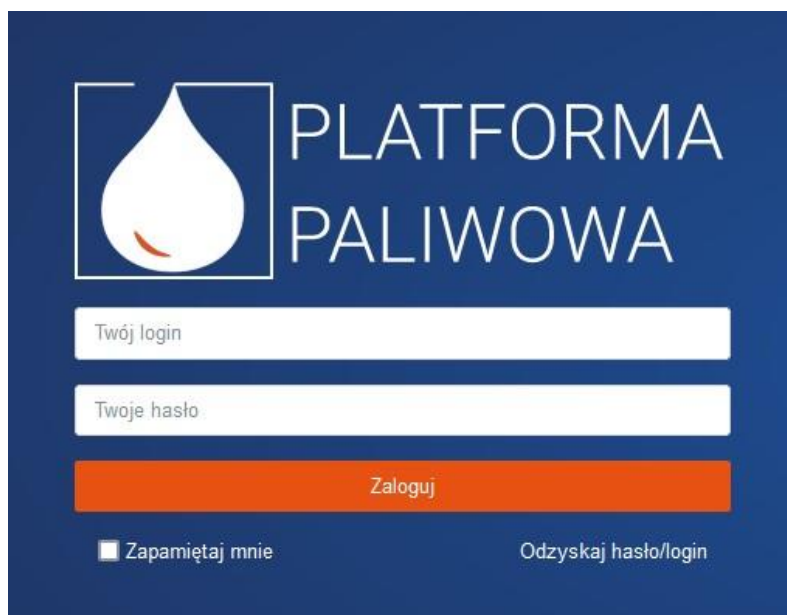 PLATFORMA
PALIWOWA
Twój login
Twoje hasło
Zaloguj
Zapamiętaj mnie
Odzyskaj hasło/login